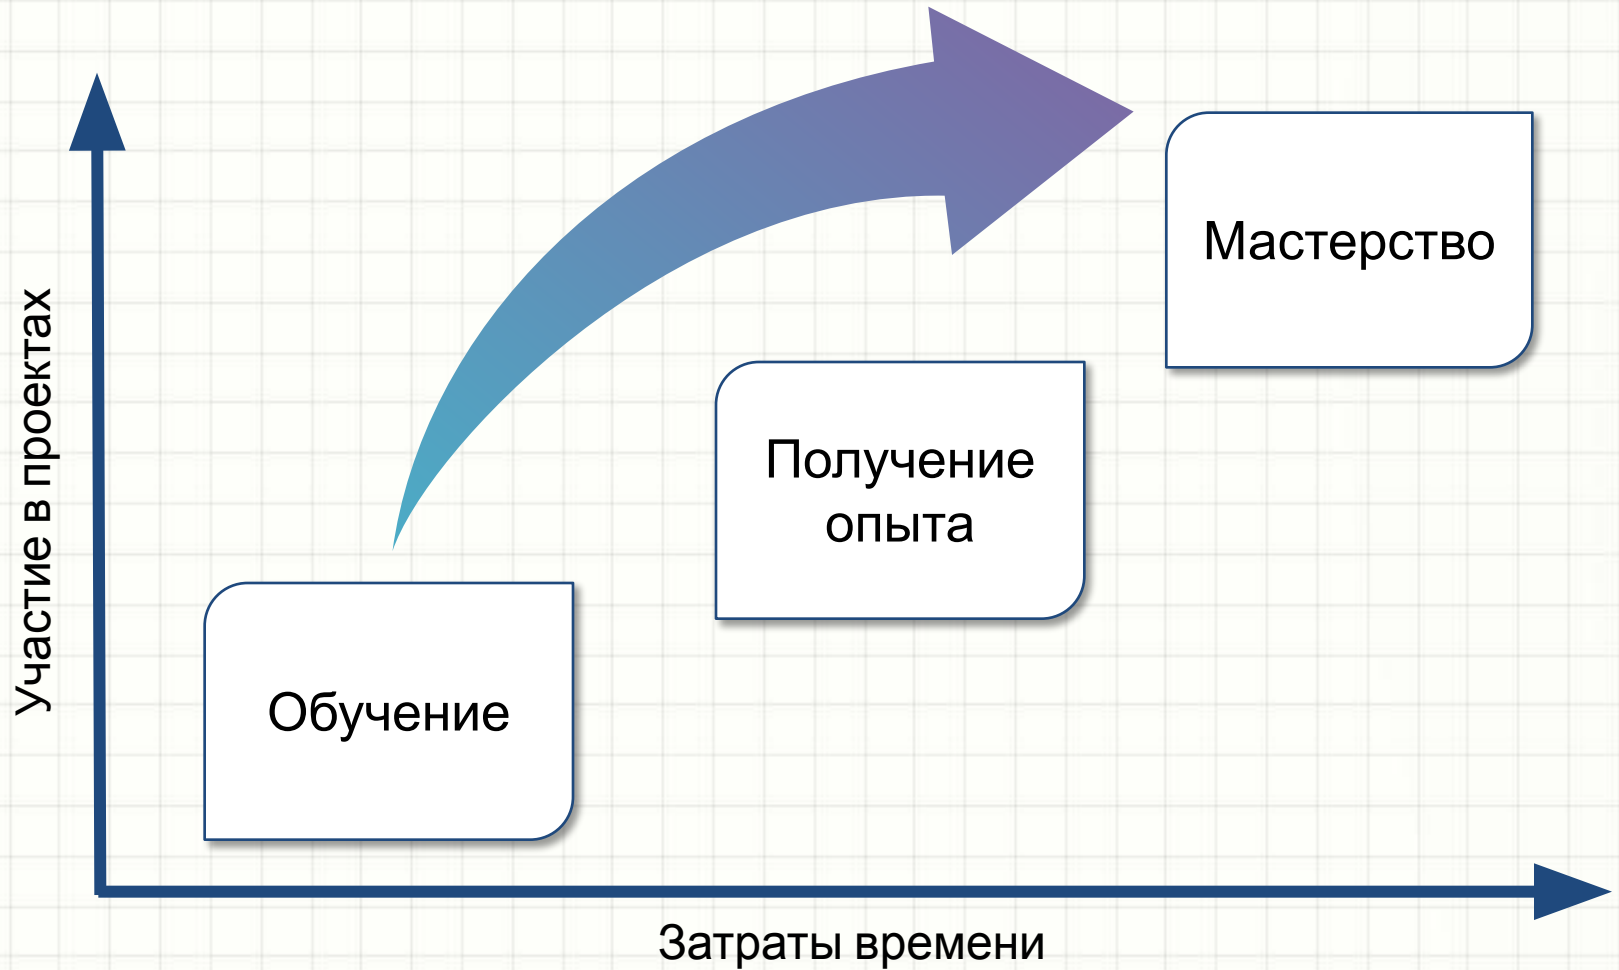 Участие в проектах
Мастерство
Получение
опыта
Обучение
Затраты времени